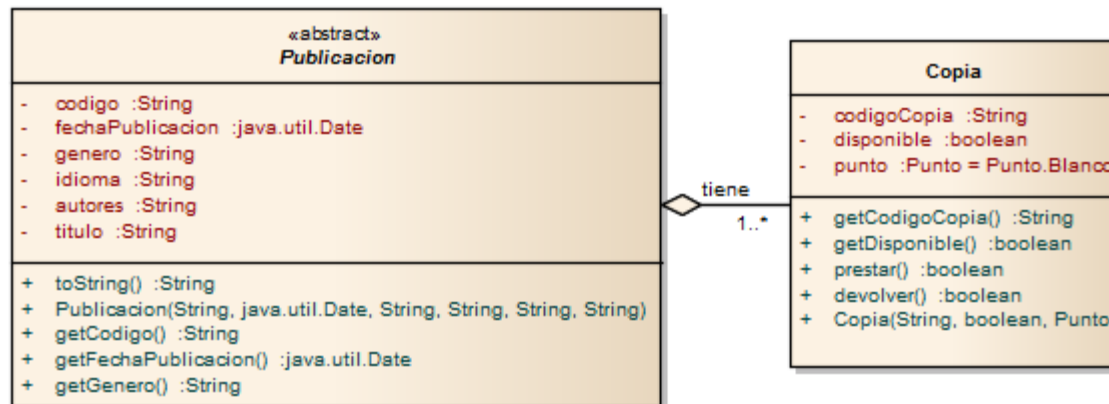 «abstract»
Publicacion
- codigo :String
- fechaPublicacion :java.util.Date
- genero :String
- idioma :String
- autores :String
- titulo :String
+ toString() :String
+ Publicacion(String, java.util.Date, String, String, String, String)
+ getCodigo() :String
+ getFechaPublicacion() :java.util.Date
+ getGenero() :String
tiene
1..*
Copia
- codigoCopia :String
- disponible :boolean
- punto :Punto = Punto.Blanco
+ getCodigoCopia() :String
+ getDisponible() :boolean
+ prestar() :boolean
+ devolver() :boolean
+ Copia(String, boolean, Punto